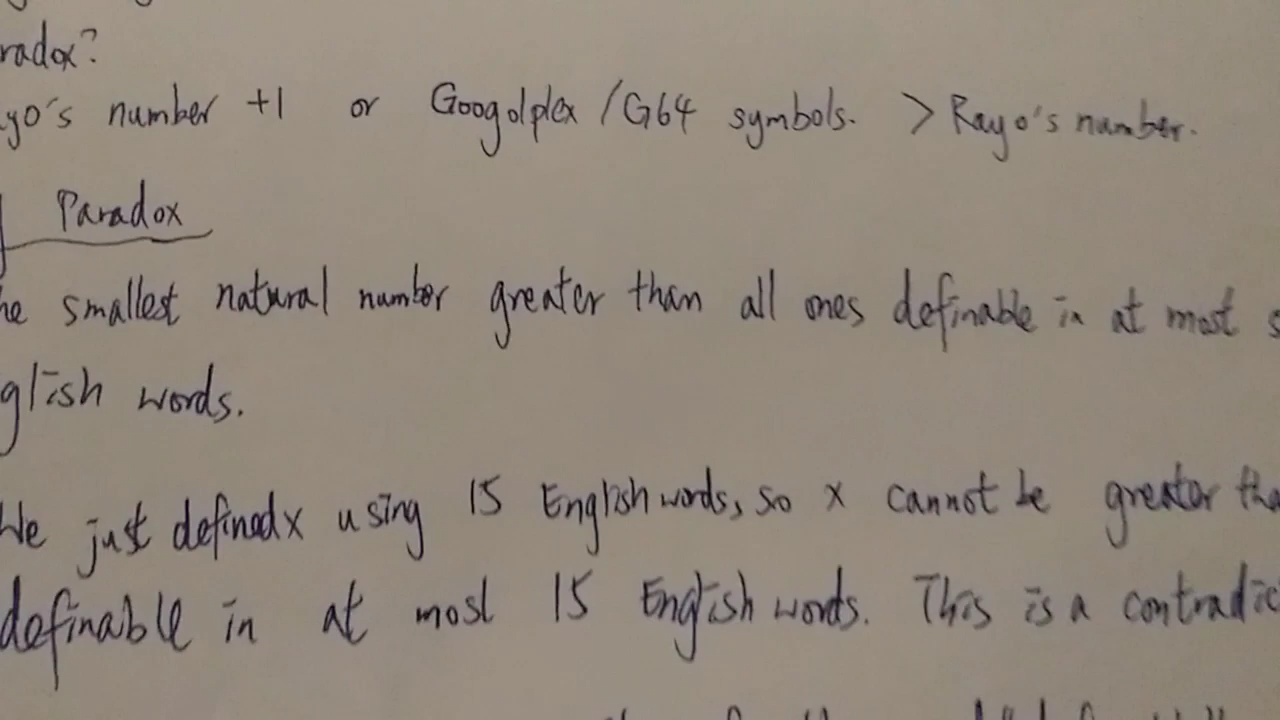 radox?
yo's number +1 or Googolplex / G64 symbols. > Rayo's number.
Paradox
he smallest natural number greater than all ones definable in at most s
glish words.
We just defined x using 15 English words, so x cannot be greater tha
definable in at most 15 English words. This is a contradic